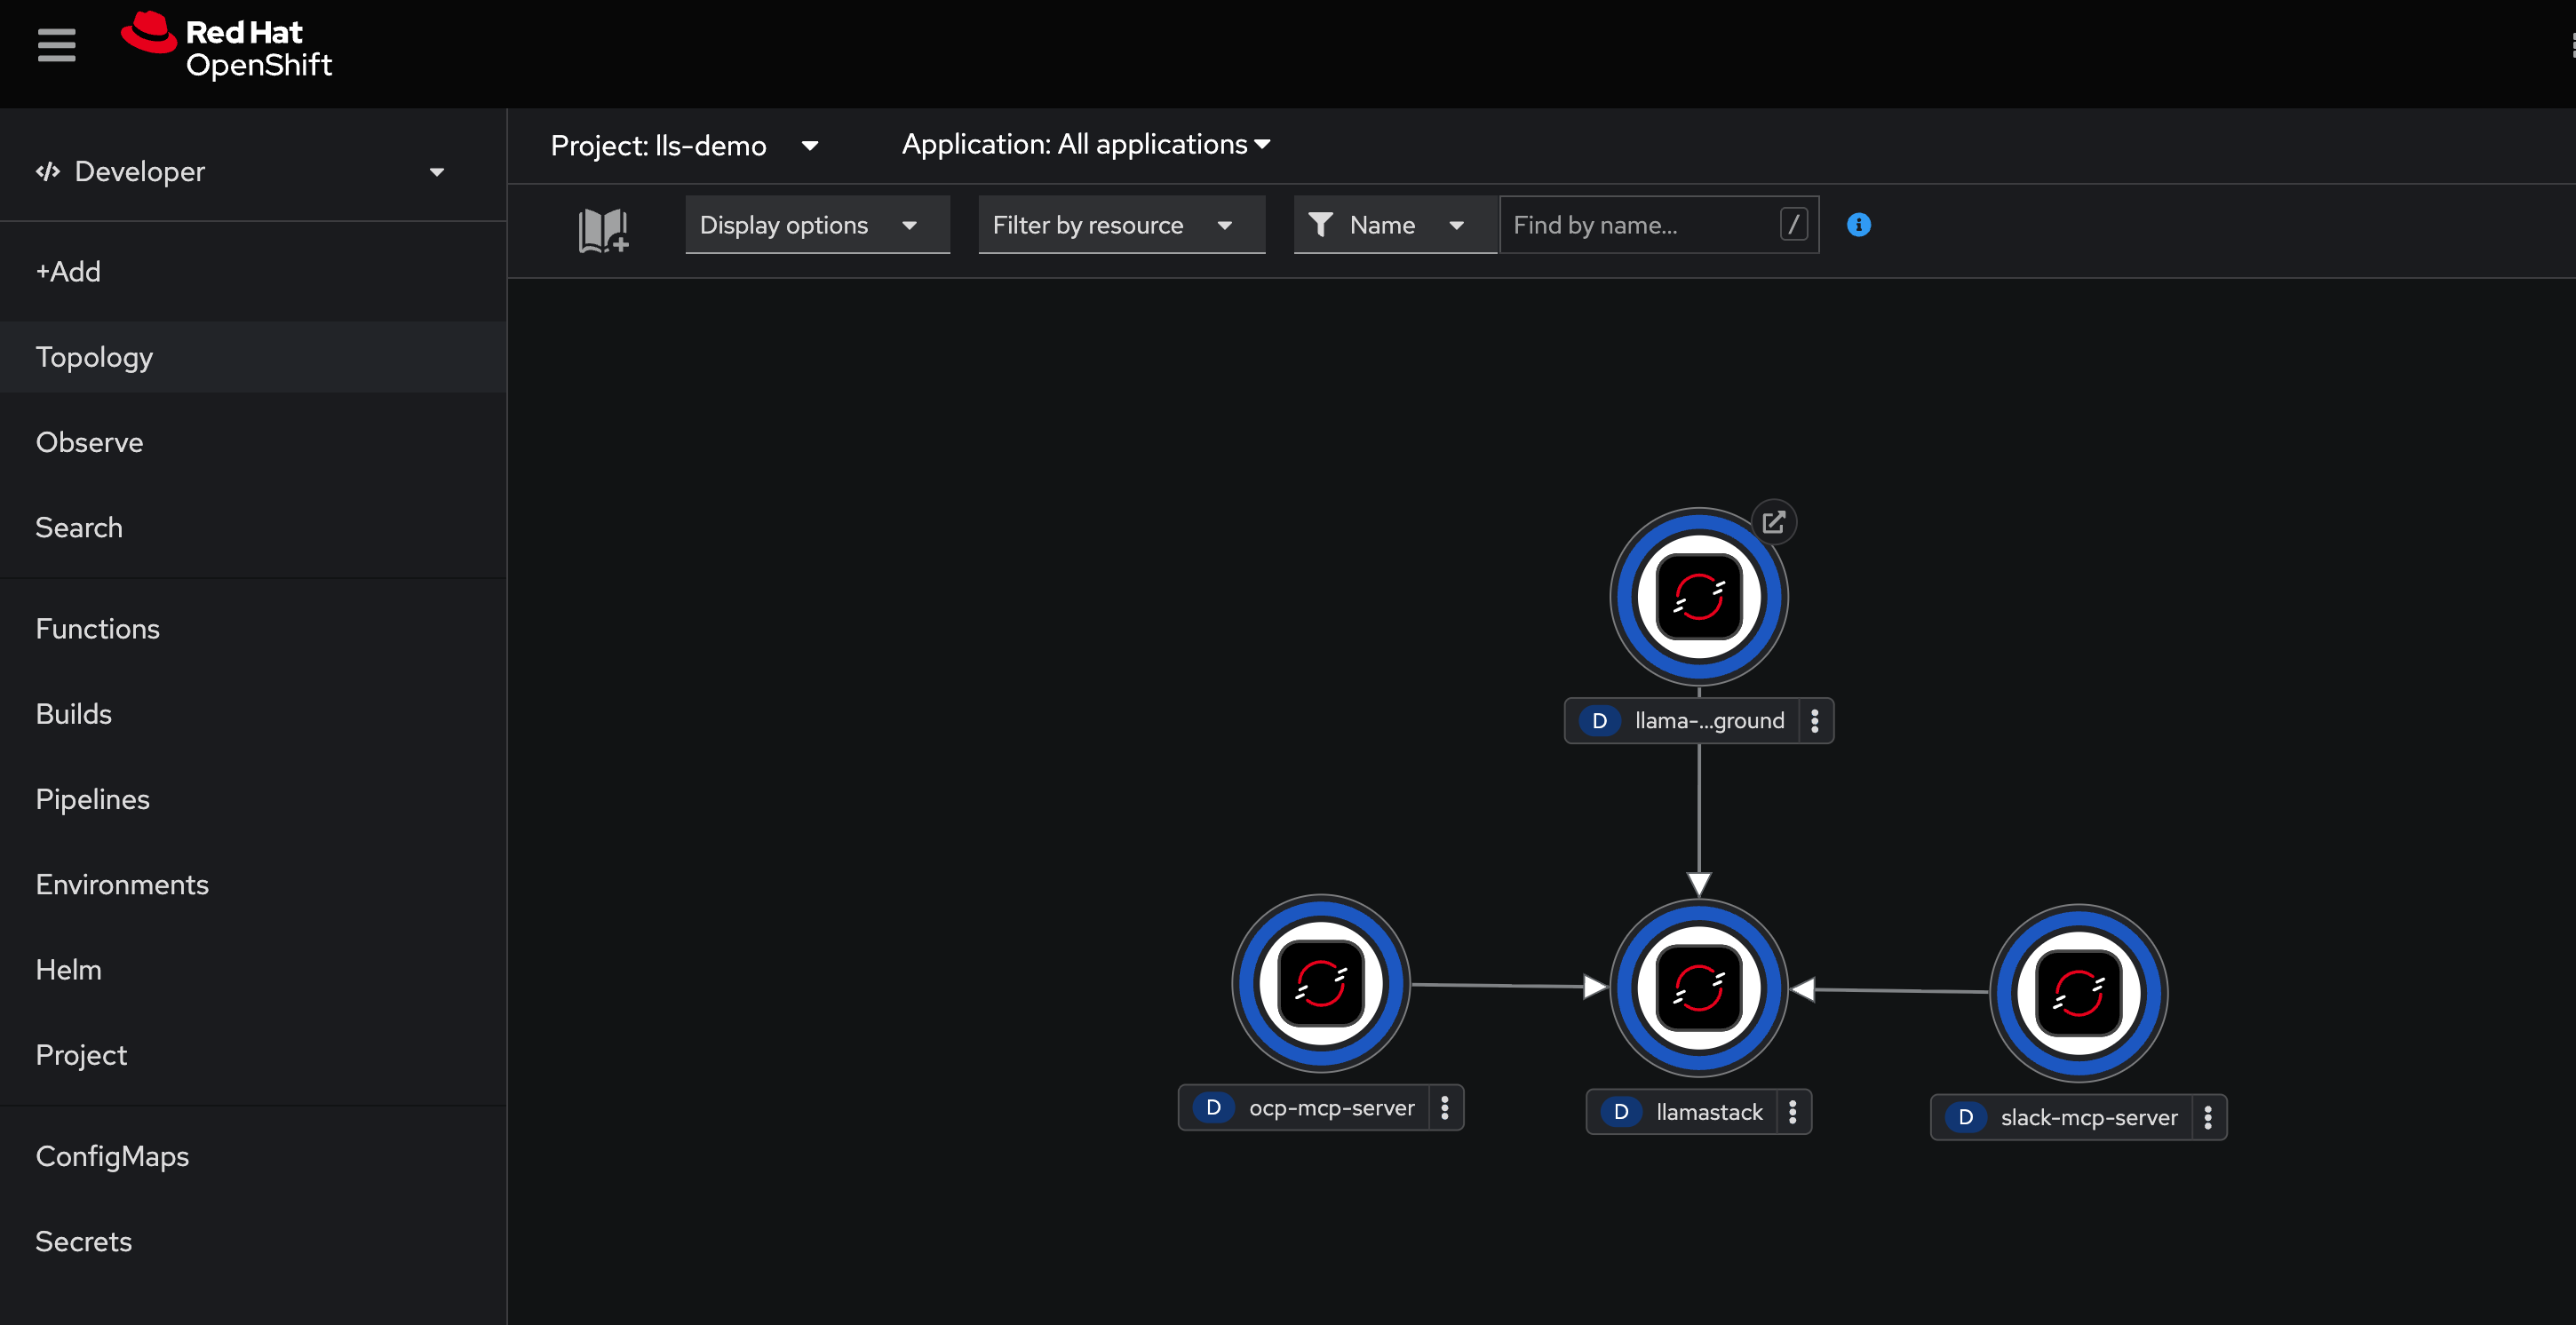 Red Hat
OpenShift
Developer
+Add
Topology
Observe
Search
Functions
Builds
Pipelines
Environments
Helm
Project
ConfigMaps
Secrets
Project: lls-demo
Application: All applications
Display options
Filter by resource
Name
Find by name...
/
D llama-...ground
D ocp-mcp-server
D llamastack
D slack-mcp-server